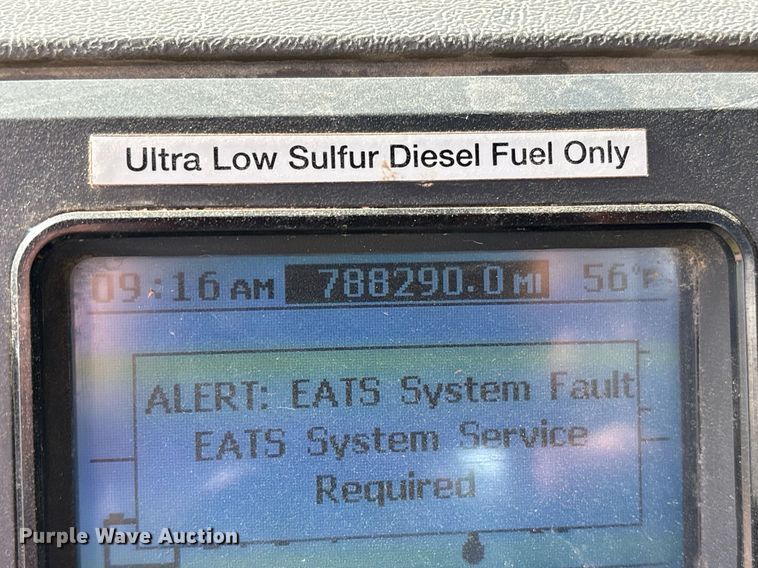 Ultra Low Sulfur Diesel Fuel Only
09:16 AM 788290.0 MI 56°F
ALERT: EATS System Fault
EATS System Service
Required
Purple Wave Auction